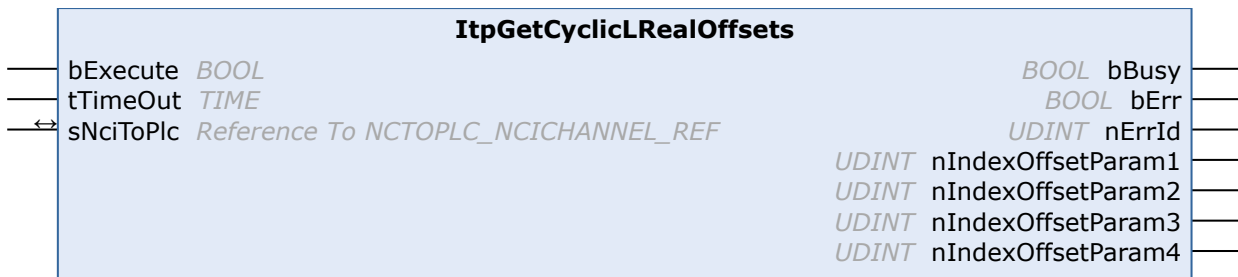 ItpGetCyclicLRealOffsets
bExecute BOOL BOOL bBusy
tTimeOut TIME BOOL bErr
↔ sNciToPlc Reference To NCTOPLC_NCICHANNEL_REF UDINT nErrId
UDINT nIndexOffsetParam1
UDINT nIndexOffsetParam2
UDINT nIndexOffsetParam3
UDINT nIndexOffsetParam4